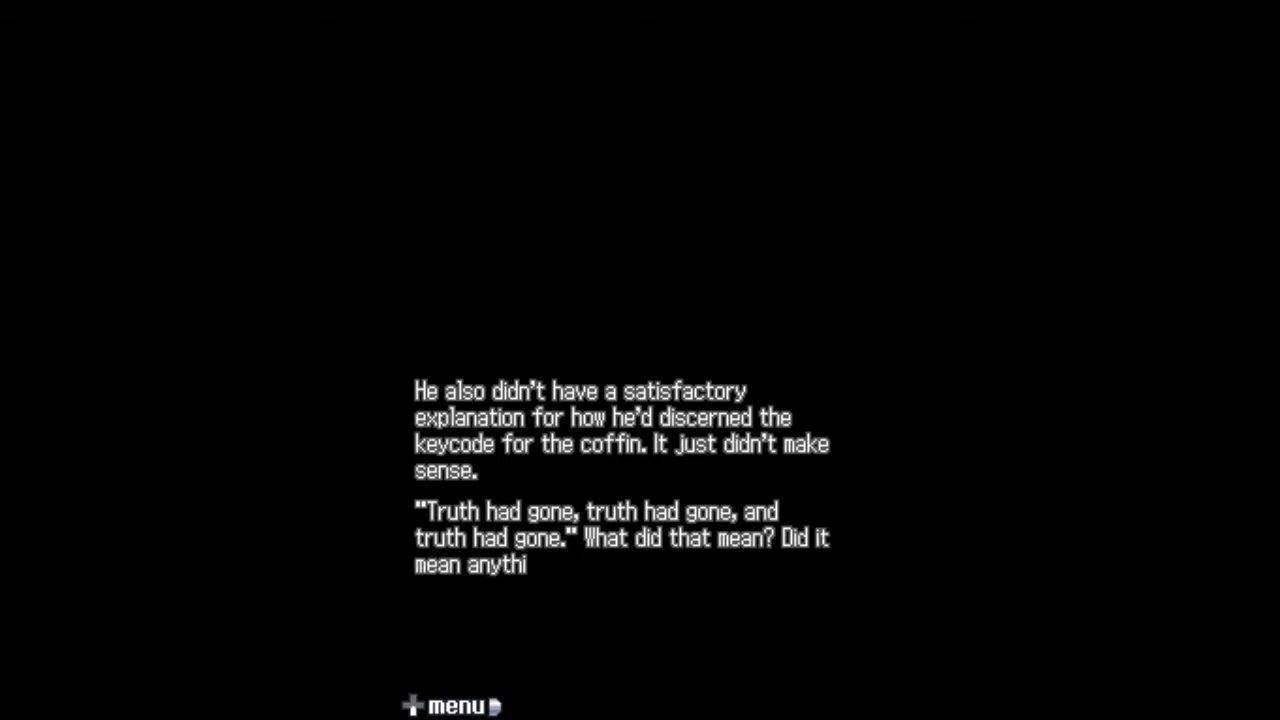 He also didn't have a satisfactory
explanation for how he'd discerned the
keycode for the coffin. It just didn't make
sense.
"Truth had gone, truth had gone, and
truth had gone." What did that mean? Did it
mean anythi
menu